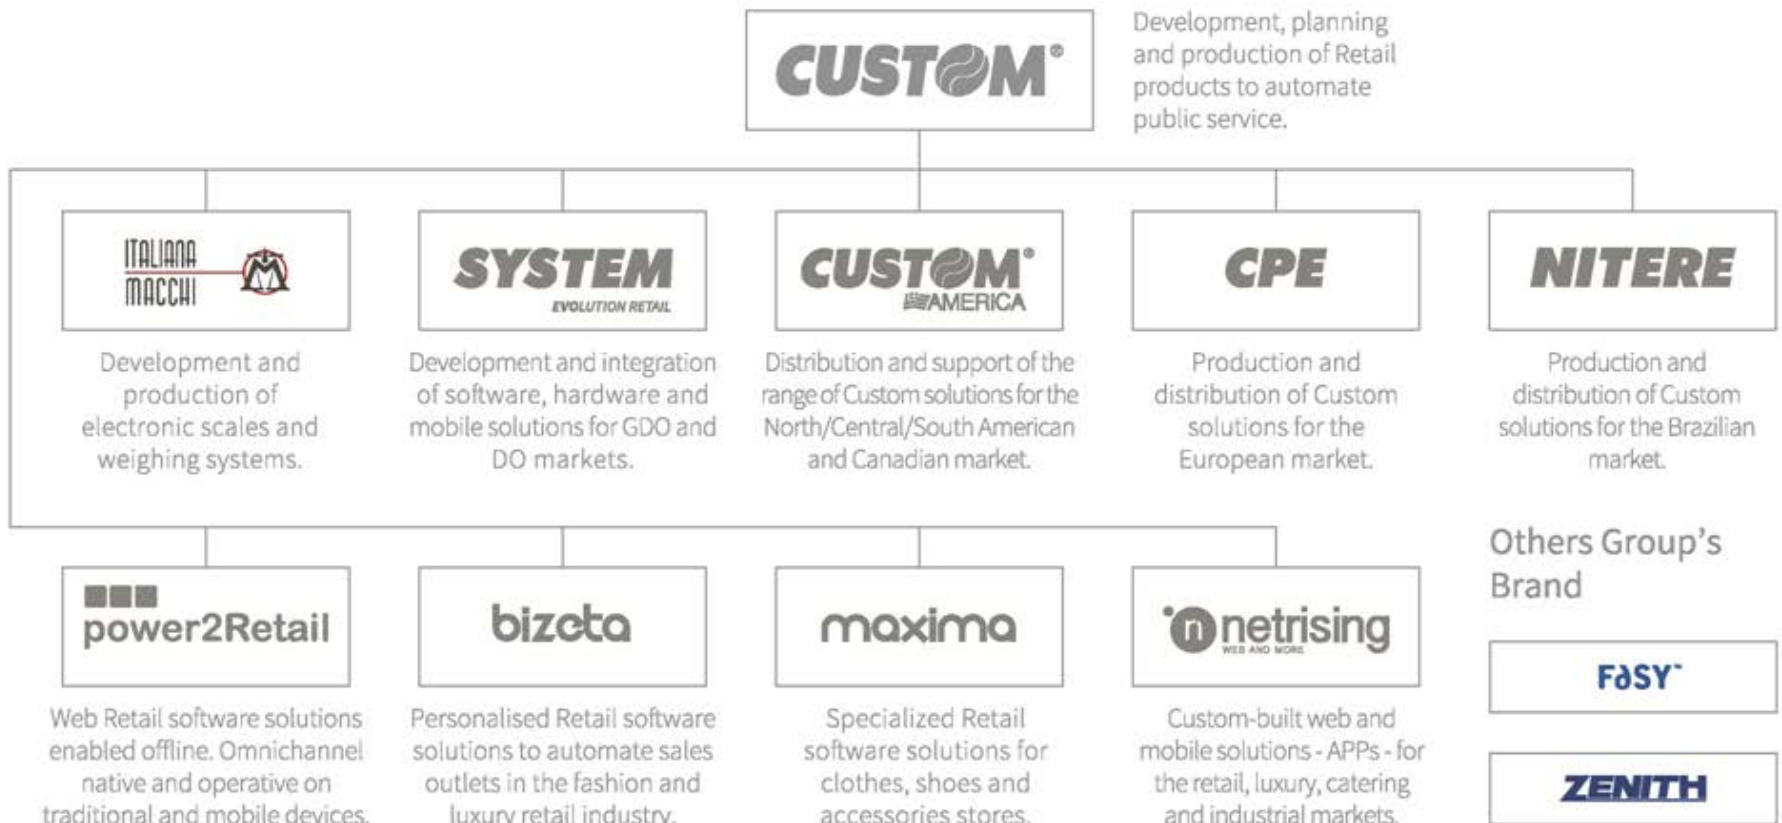 CUSTOM®
Development, planning
and production of Retail
products to automate
public service.
ITALIANA
MACCHI
Development and
production of
electronic scales and
weighing systems.
SYSTEM
EVOLUTION RETAIL
Development and integration
of software, hardware and
mobile solutions for GDO and
DO markets.
CUSTOM®
AMERICA
Distribution and support of the
range of Custom solutions for the
North/Central/South American
and Canadian market.
CPE
Production and
distribution of Custom
solutions for the
European market.
NITERE
Production and
distribution of Custom
solutions for the Brazilian
market.
power2Retail
Web Retail software solutions
enabled offline. Omnichannel
native and operative on
traditional and mobile devices.
bizeta
Personalised Retail software
solutions to automate sales
outlets in the fashion and
luxury retail industry.
maxima
Specialized Retail
software solutions for
clothes, shoes and
accessories stores.
n netrising
WEB AND MORE
Custom-built web and
mobile solutions - APPs - for
the retail, luxury, catering
and industrial markets.
Others Group's
Brand
FASY™
ZENITH